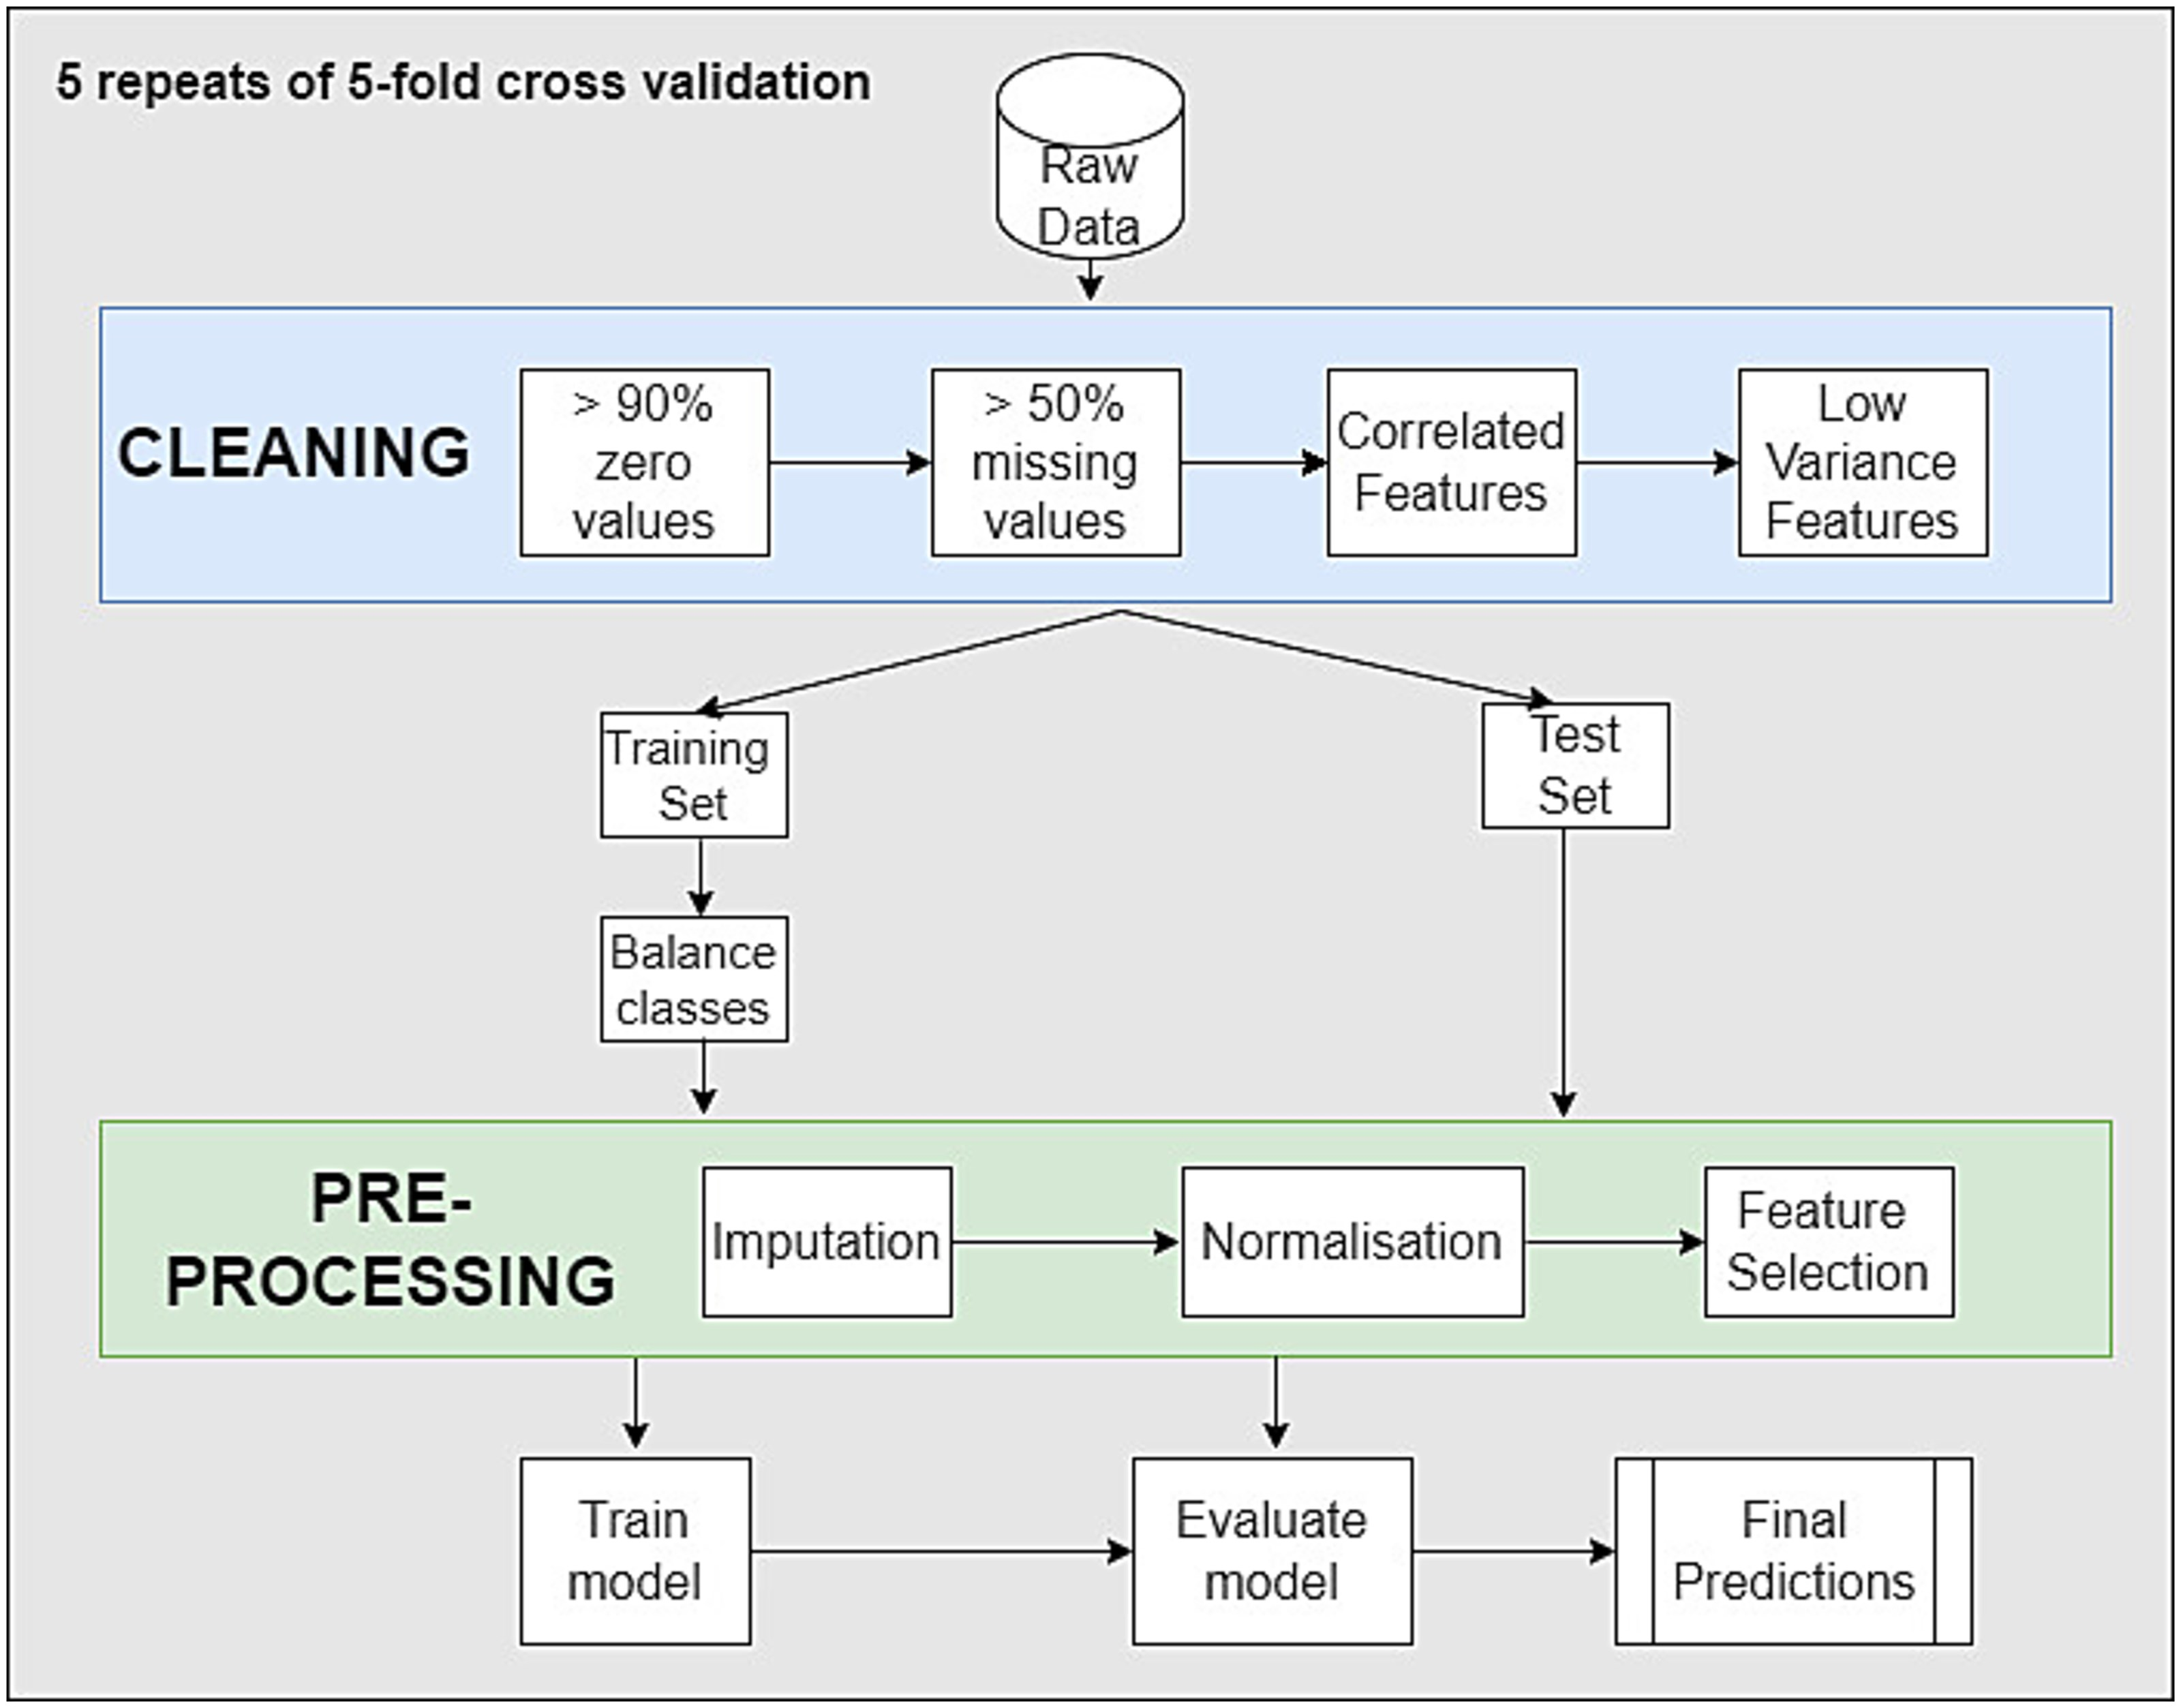 5 repeats of 5-fold cross validation
Raw
Data
CLEANING
> 90%
zero
values
> 50%
missing
values
Correlated
Features
Low
Variance
Features
Training
Set
Test
Set
Balance
classes
PRE-
PROCESSING
Imputation
Normalisation
Feature
Selection
Train
model
Evaluate
model
Final
Predictions